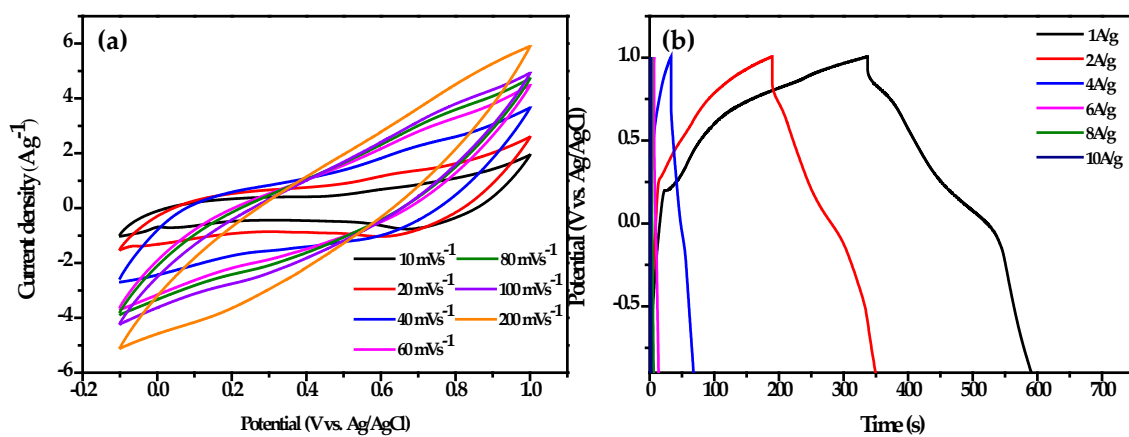 (a)
Current density (Ag-1)
6
4
2
0
-2
-4
-6
-0.2
0.0
0.2
0.4
0.6
0.8
1.0
Potential (V vs. Ag/AgCl)
10 mVs-1
20 mVs-1
40 mVs-1
60 mVs-1
80 mVs-1
100 mVs-1
200 mVs-1
(b)
Potential (V vs. Ag/AgCl)
1.0
0.5
0.0
-0.5
0
100
200
300
400
500
600
700
Time (s)
1A/g
2A/g
4A/g
6A/g
8A/g
10A/g